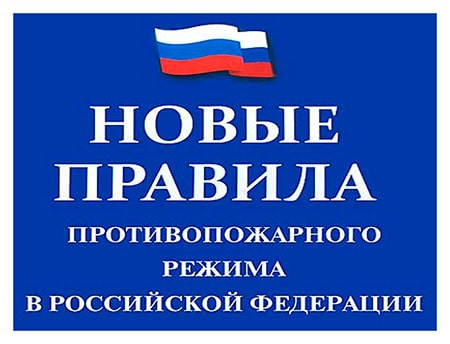 НОВЫЕ
ПРАВИЛА
ПРОТИВОПОЖАРНОГО
РЕЖИМА
В РОССИЙСКОЙ ФЕДЕРАЦИИ